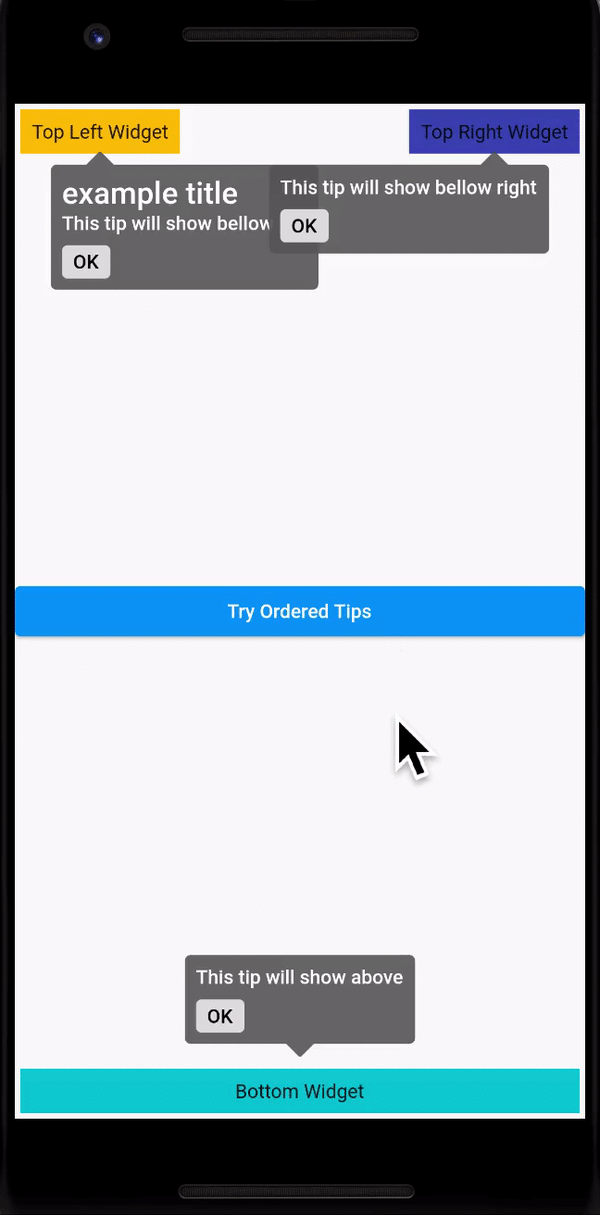 Top Left Widget
Top Right Widget
example title
This tip will show bellow
OK
This tip will show bellow right
OK
Try Ordered Tips
This tip will show above
OK
Bottom Widget